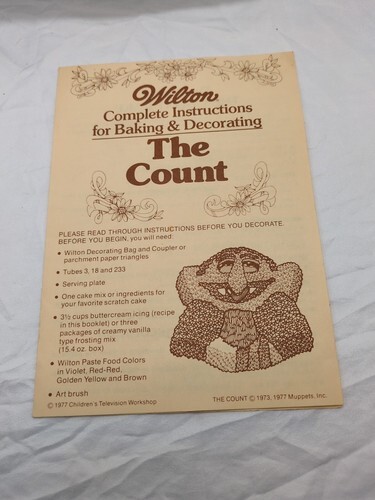 Wilton
Complete Instructions
for Baking & Decorating
The
Count
PLEASE READ THROUGH INSTRUCTIONS BEFORE YOU DECORATE.
BEFORE YOU BEGIN, you will need:
• Wilton Decorating Bag and Coupler or
parchment paper triangles
• Tubes 3, 18 and 233
• Serving plate
• One cake mix or ingredients for
your favorite scratch cake
• 3½ cups buttercream icing (recipe
in this booklet) or three
packages of creamy vanilla
type frosting mix
(15.4 oz. box)
• Wilton Paste Food Colors
in Violet, Red-Red,
Golden Yellow and Brown
• Art brush
© 1977 Children's Television Workshop
THE COUNT © 1973, 1977 Muppets, Inc.